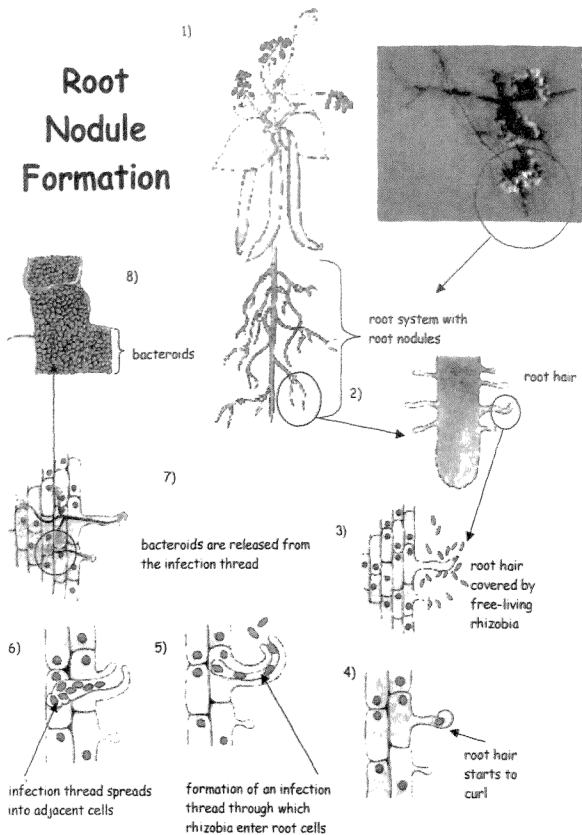 Root
Nodule
Formation
1)
root system with
root nodules
2)
root hair
3)
root hair
covered by
free-living
rhizobia
4)
root hair
starts to
curl
5)
formation of an infection
thread through which
rhizobia enter root cells
6)
infection thread spreads
into adjacent cells
7)
bacteroids are released from
the infection thread
8)
bacteroids